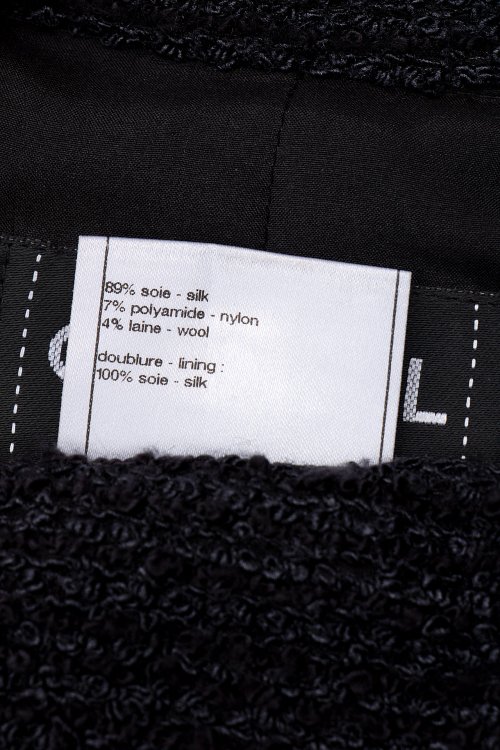 89% soie - silk
7% polyamide - nylon
4% laine - wool
doublure - lining :
100% soie - silk
L